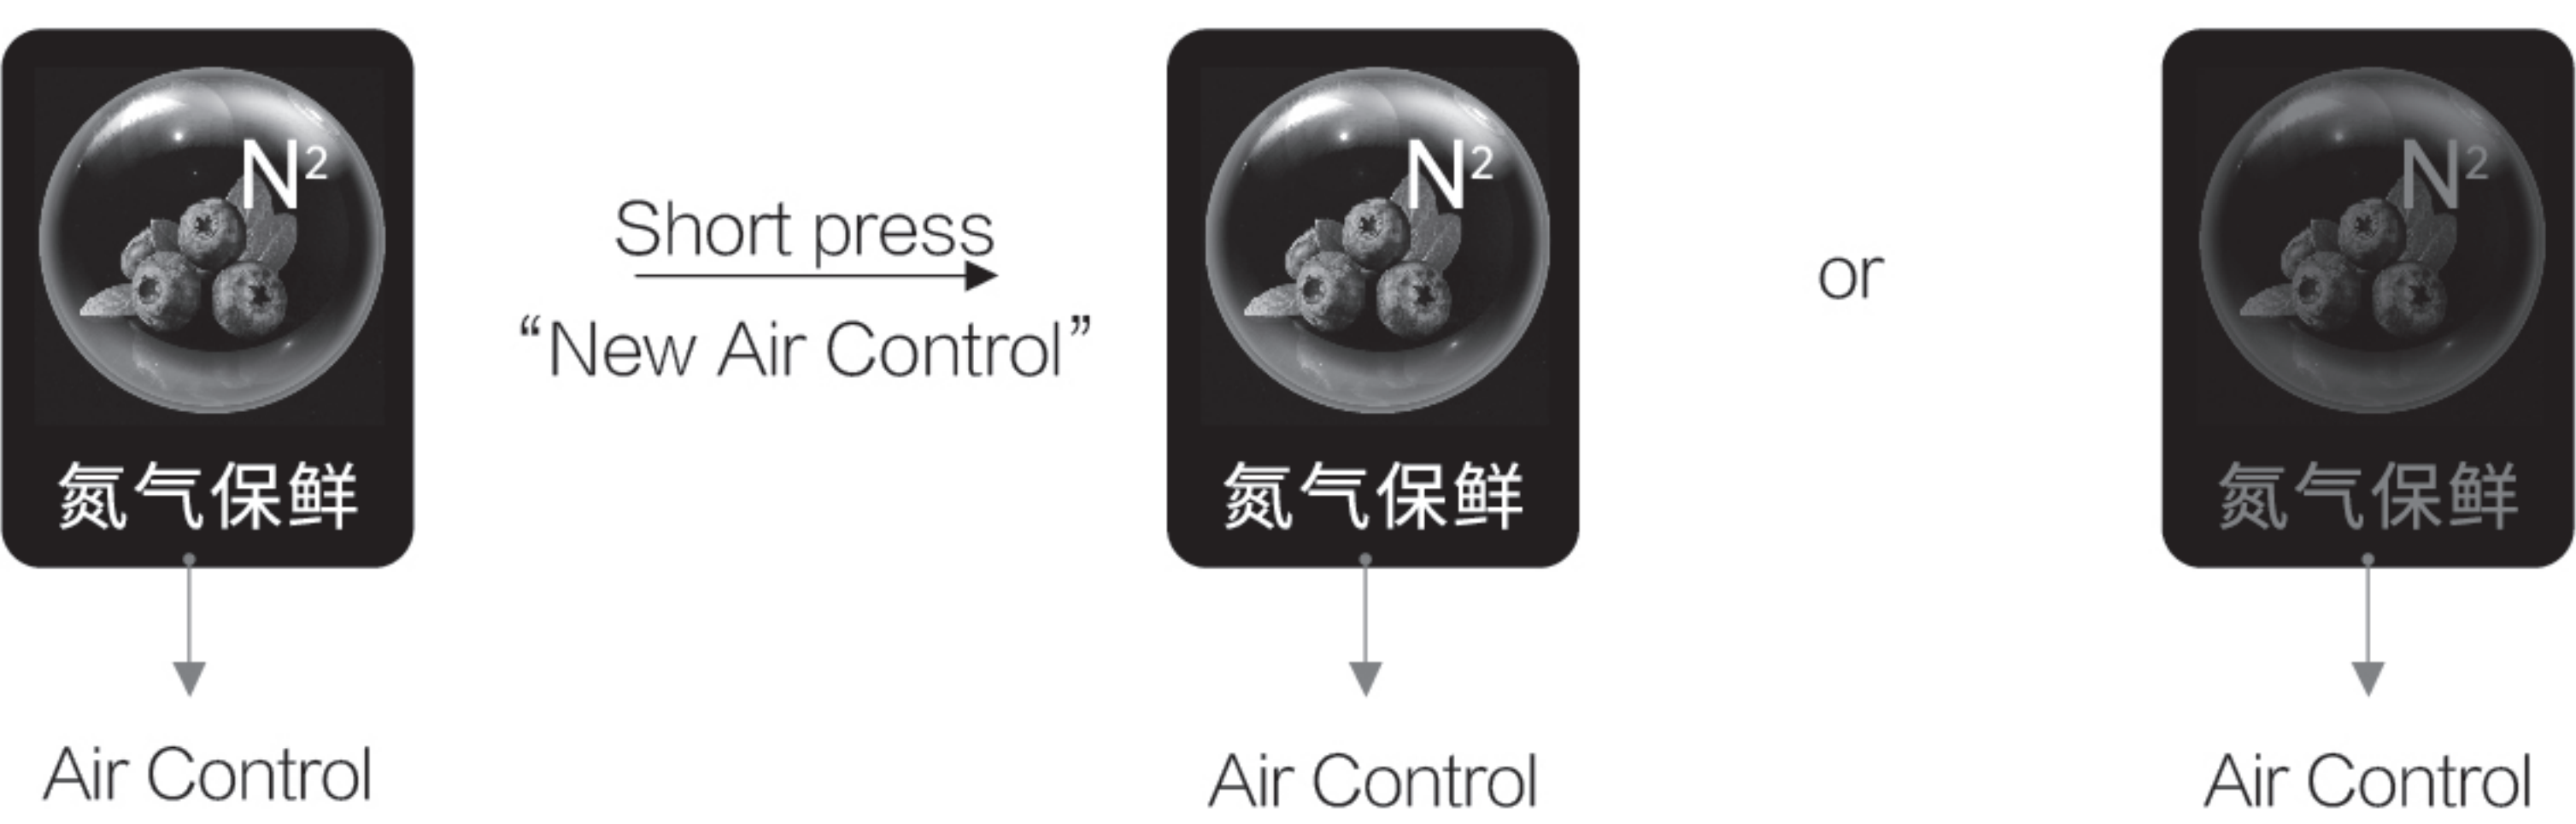 N²
氮气保鲜
Air Control
Short press
“New Air Control”
N²
氮气保鲜
Air Control
or
N²
氮气保鲜
Air Control